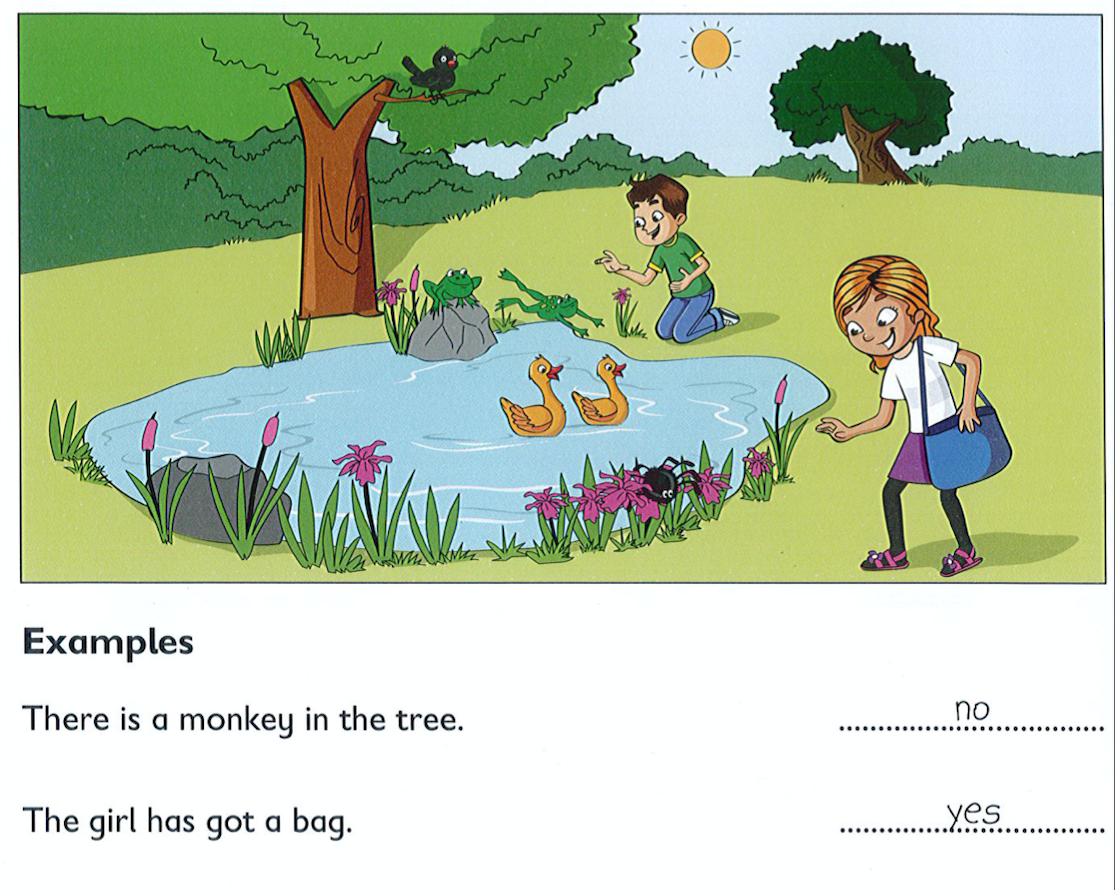 Examples
There is a monkey in the tree. no
The girl has got a bag. yes